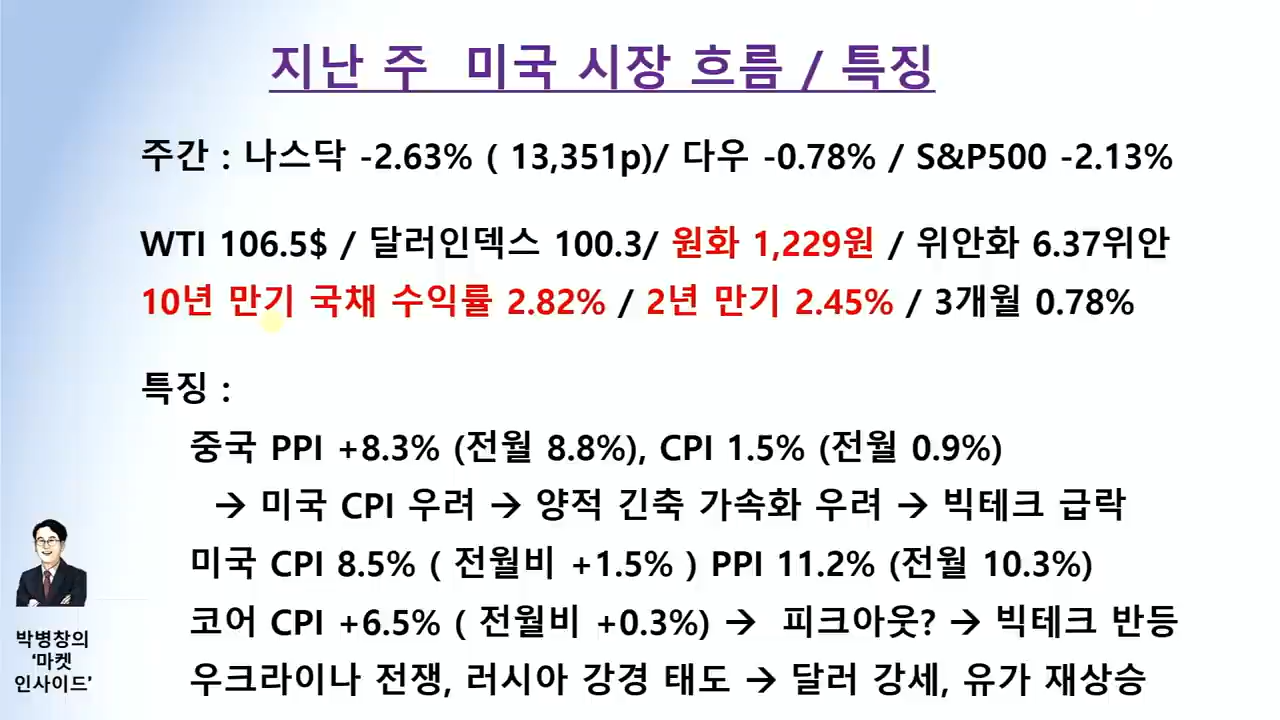 지난 주 미국 시장 흐름 / 특징
주간 : 나스닥 -2.63% ( 13,351p)/ 다우 -0.78% / S&P500 -2.13%
WTI 106.5$ / 달러인덱스 100.3/ 원화 1,229원 / 위안화 6.37위안
10년 만기 국채 수익률 2.82% / 2년 만기 2.45% / 3개월 0.78%
특징 :
중국 PPI +8.3% (전월 8.8%), CPI 1.5% (전월 0.9%)
→ 미국 CPI 우려 → 양적 긴축 가속화 우려 → 빅테크 급락
미국 CPI 8.5% ( 전월비 +1.5% ) PPI 11.2% (전월 10.3%)
코어 CPI +6.5% ( 전월비 +0.3%) → 피크아웃? → 빅테크 반등
우크라이나 전쟁, 러시아 강경 태도 → 달러 강세, 유가 재상승
박병창의
‘마켓
인사이드’